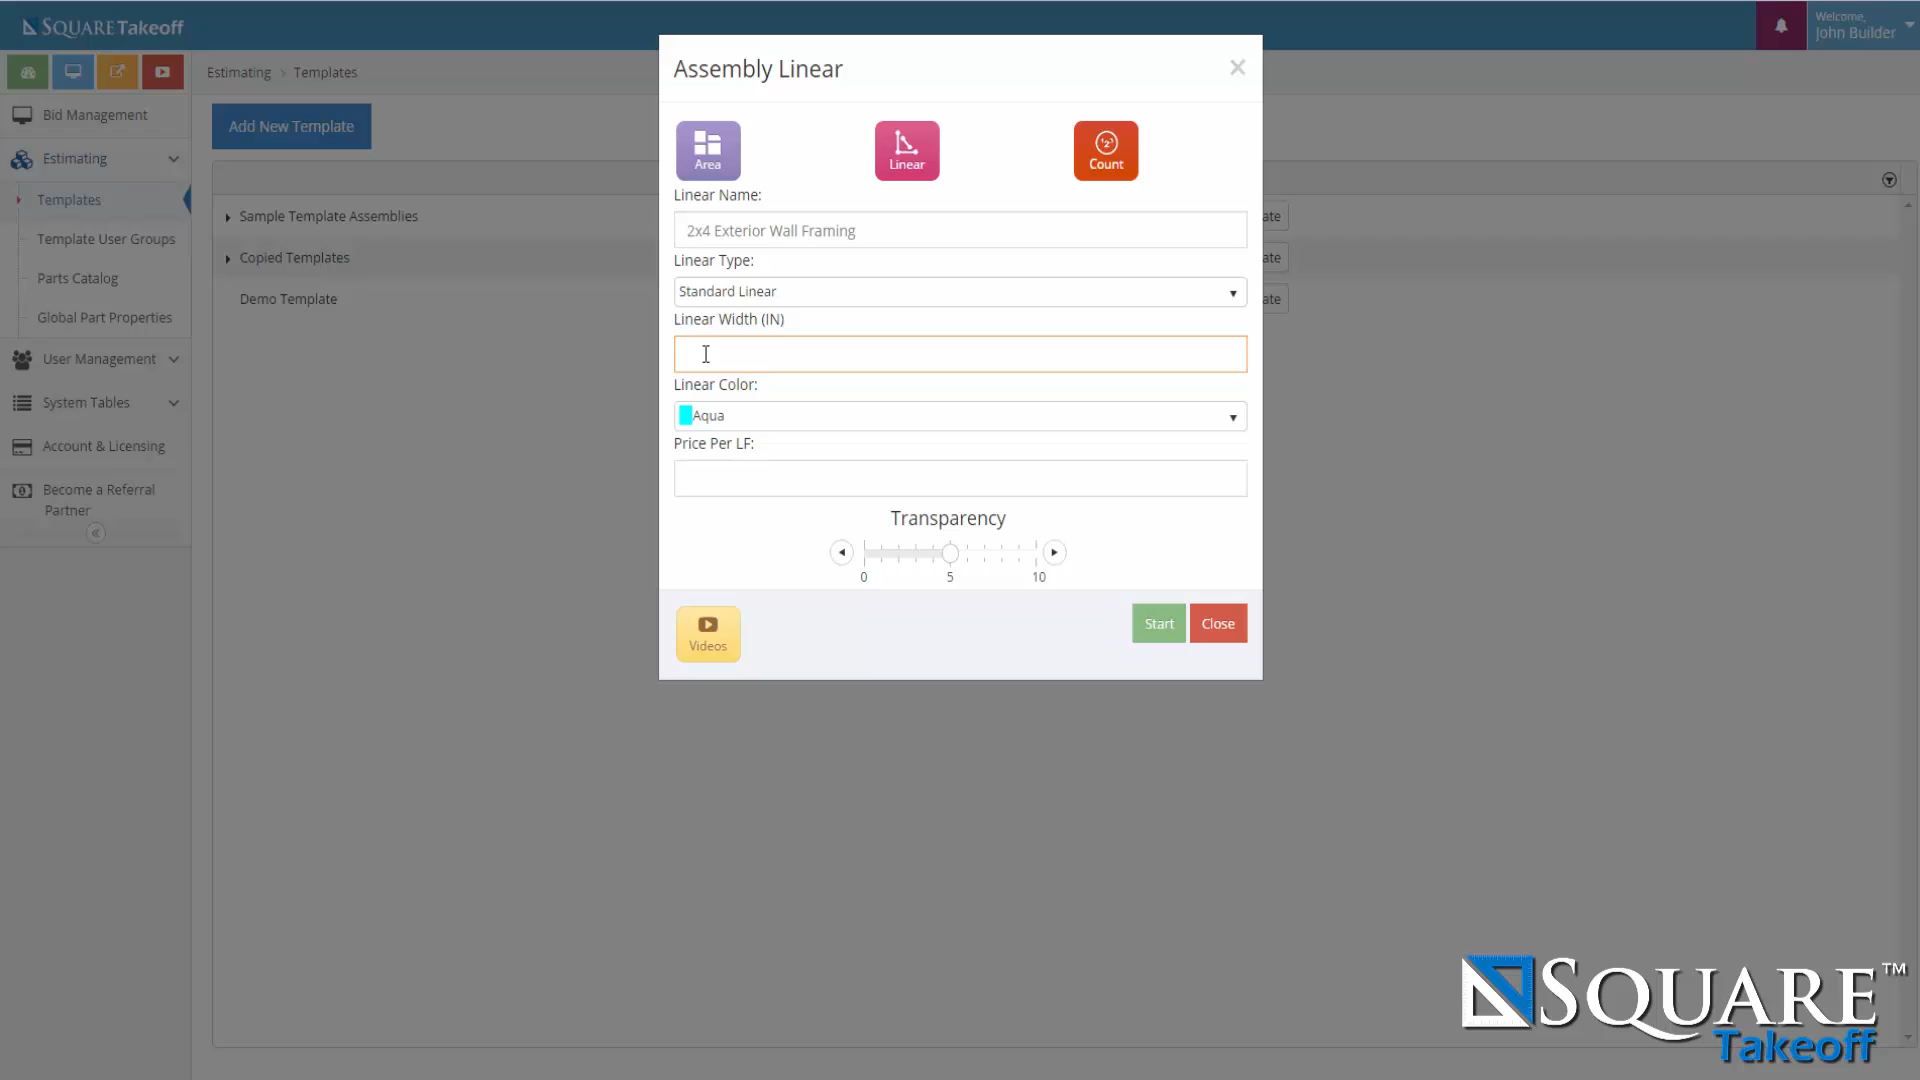 SQUARE Takeoff
Welcome,
John Builder
Estimating > Templates
Bid Management
Estimating
Templates
Template User Groups
Parts Catalog
Global Part Properties
User Management
System Tables
Account & Licensing
Become a Referral
Partner
Add New Template
Sample Template Assemblies
ate
Copied Templates
ate
Demo Template
ate
Assembly Linear
Area
Linear
Count
Linear Name:
2x4 Exterior Wall Framing
Linear Type:
Standard Linear
Linear Width (IN)
Linear Color:
Aqua
Price Per LF:
Transparency
0 5 10
Videos
Start
Close
SQUARE™
Takeoff